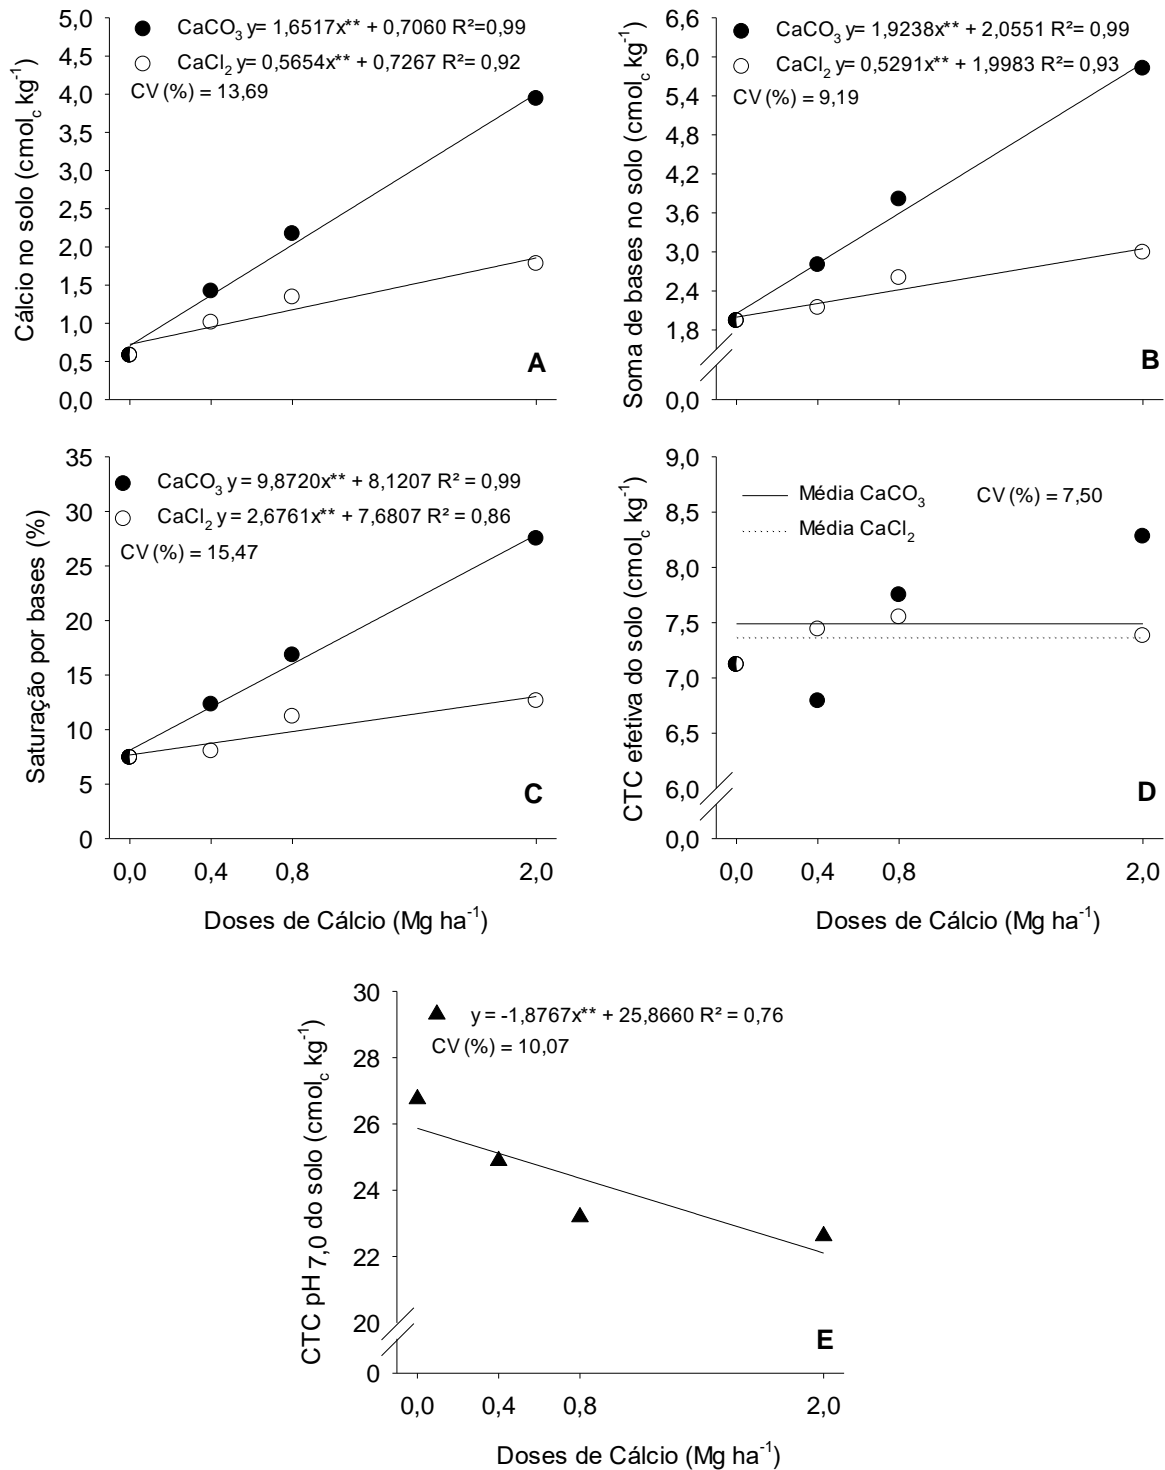 Cálcio no solo (cmol_c kg⁻¹)
5,0
4,5
4,0
3,5
3,0
2,5
2,0
1,5
1,0
0,5
0,0
CaCO₃ y= 1,6517x** + 0,7060 R²=0,99
CaCl₂ y= 0,5654x** + 0,7267 R²= 0,92
CV (%) = 13,69
A
Soma de bases no solo (cmol_c kg⁻¹)
6,6
6,0
5,4
4,8
4,2
3,6
3,0
2,4
1,8
0,0
CaCO₃ y= 1,9238x** + 2,0551 R² = 0,99
CaCl₂ y= 0,5291x** + 1,9983 R²= 0,93
CV (%) = 9,19
B
Saturação por bases (%)
35
30
25
20
15
10
5
0
CaCO₃ y = 9,8720x** + 8,1207 R² = 0,99
CaCl₂ y = 2,6761x** + 7,6807 R² = 0,86
CV (%) = 15,47
C
0,0 0,4 0,8 2,0
Doses de Cálcio (Mg ha⁻¹)
CTC efetiva do solo (cmol_c kg⁻¹)
9,0
8,5
8,0
7,5
7,0
6,5
6,0
0,0
Média CaCO₃ CV (%) = 7,50
Média CaCl₂
D
0,0 0,4 0,8 2,0
Doses de Cálcio (Mg ha⁻¹)
CTC pH 7,0 do solo (cmol_c kg⁻¹)
30
28
26
24
22
20
0
y = -1,8767x** + 25,8660 R² = 0,76
CV (%) = 10,07
E
0,0 0,4 0,8 2,0
Doses de Cálcio (Mg ha⁻¹)